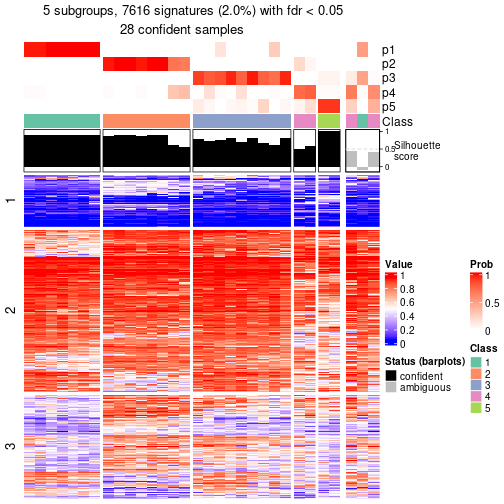 5 subgroups, 7616 signatures (2.0%) with fdr < 0.05
28 confident samples
p1
p2
p3
p4
p5
Class
1
0.5
0
Silhouette
score
1
2
3
Value
1
0.8
0.6
0.4
0.2
0
Status (barplots)
confident
ambiguous
Prob
1
0.5
0
Class
1
2
3
4
5